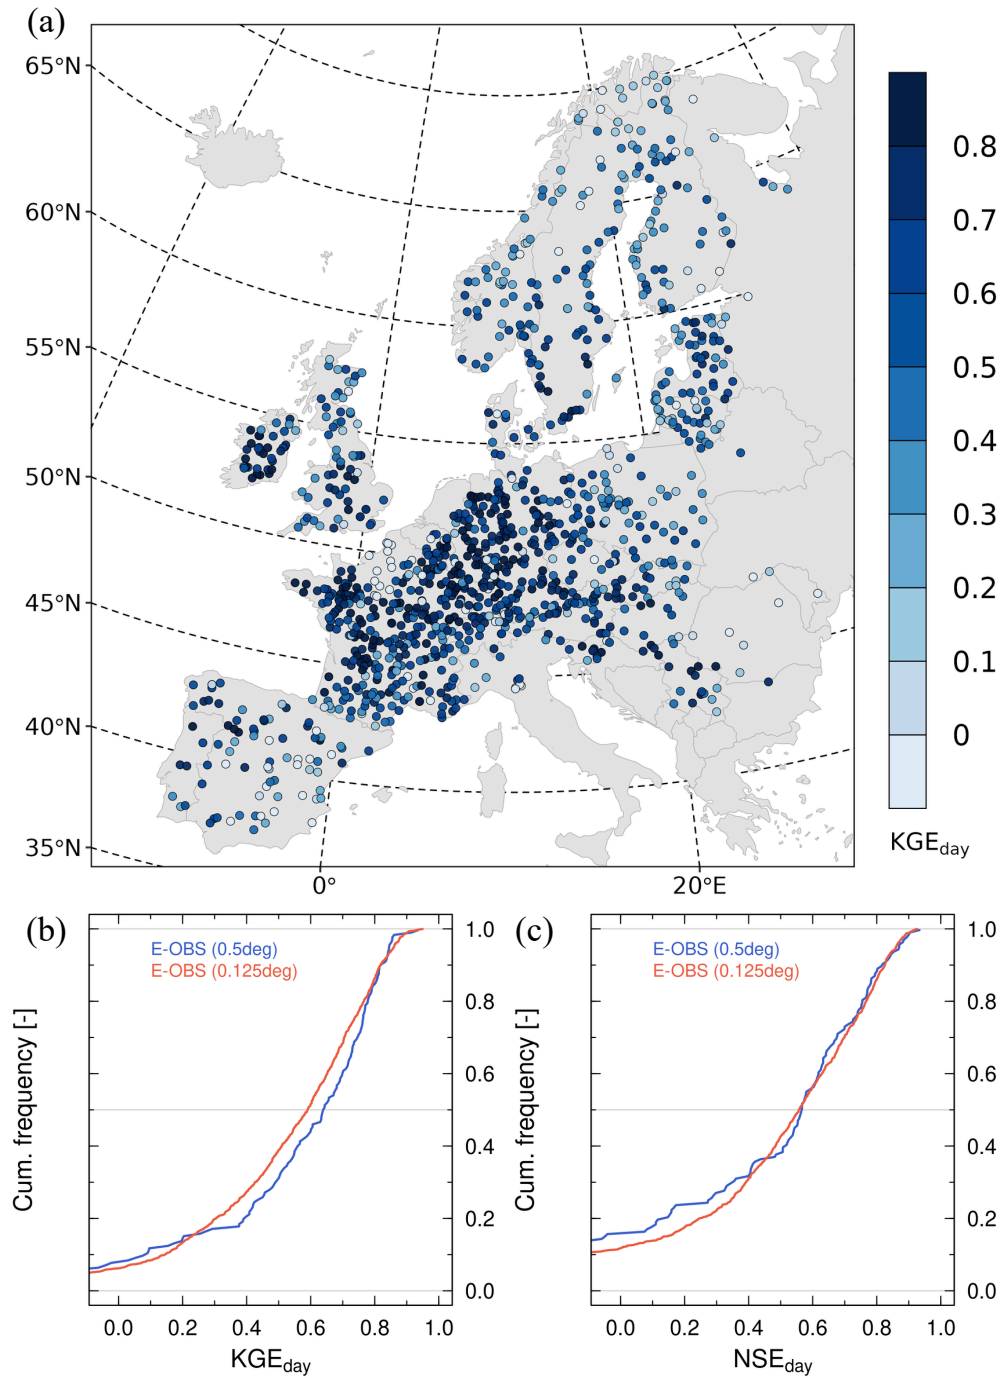 (a)
65°N
60°N
55°N
50°N
45°N
40°N
35°N
0°
20°E
0.8
0.7
0.6
0.5
0.4
0.3
0.2
0.1
0
KGEday
(b)
E-OBS (0.5deg)
E-OBS (0.125deg)
Cum. frequency [-]
1.0
0.8
0.6
0.4
0.2
0.0
0.0 0.2 0.4 0.6 0.8 1.0
KGEday
(c)
E-OBS (0.5deg)
E-OBS (0.125deg)
Cum. frequency [-]
1.0
0.8
0.6
0.4
0.2
0.0
0.0 0.2 0.4 0.6 0.8 1.0
NSEday